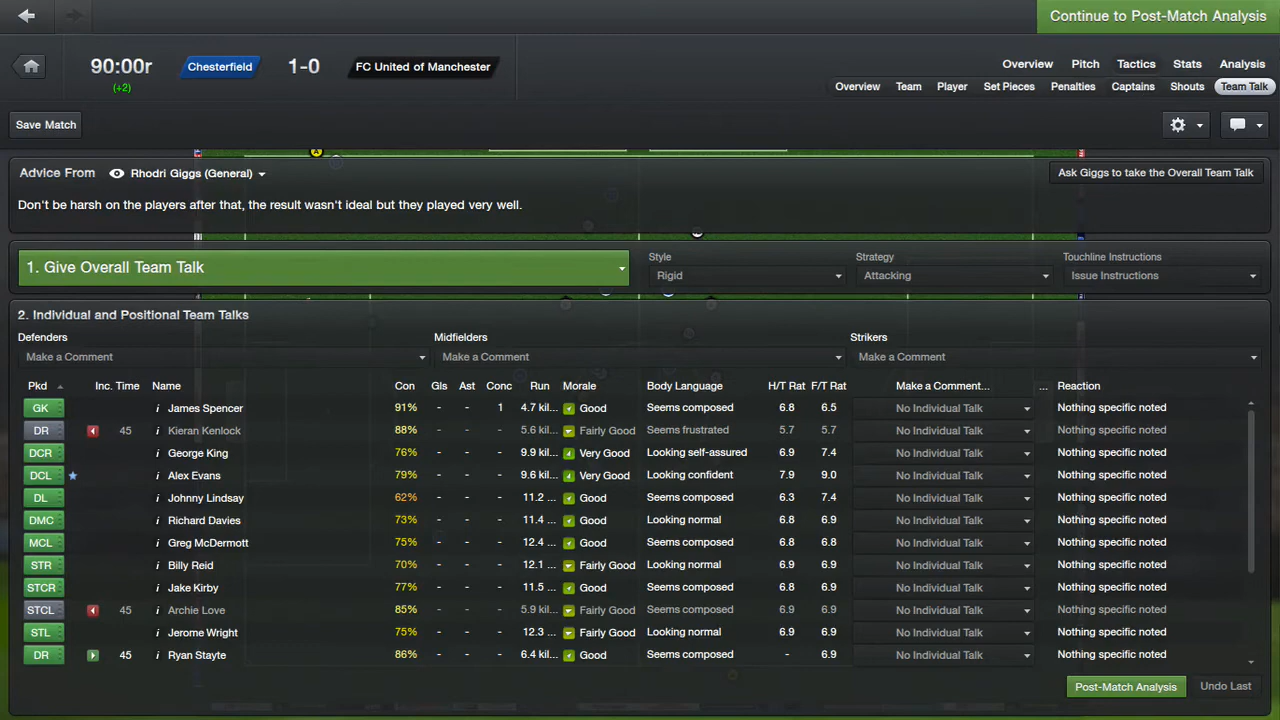 Continue to Post-Match Analysis
90:00r Chesterfield 1-0 FC United of Manchester
(+2)
Overview Pitch Tactics Stats Analysis
Overview Team Player Set Pieces Penalties Captains Shouts Team Talk
Save Match
Advice From Rhodri Giggs (General) Ask Giggs to take the Overall Team Talk
Don't be harsh on the players after that, the result wasn't ideal but they played very well.
1. Give Overall Team Talk
Style Strategy Touchline Instructions
Rigid Attacking Issue Instructions
2. Individual and Positional Team Talks
Defenders Midfielders Strikers
Make a Comment Make a Comment Make a Comment
Pkd Inc. Time Name Con Gls Ast Conc Run Morale Body Language H/T Rat F/T Rat Make a Comment... ... Reaction
GK i James Spencer 91% - - 1 4.7 kil... Good Seems composed 6.8 6.5 No Individual Talk Nothing specific noted
DR 45 i Kieran Kenlock 88% - - - 5.6 kil... Fairly Good Seems frustrated 5.7 5.7 No Individual Talk Nothing specific noted
DCR i George King 76% - - - 9.9 kil... Very Good Looking self-assured 6.9 7.4 No Individual Talk Nothing specific noted
DCL i Alex Evans 79% - - - 9.6 kil... Very Good Looking confident 7.9 9.0 No Individual Talk Nothing specific noted
DL i Johnny Lindsay 62% - - - 11.2 ... Good Seems composed 6.3 7.4 No Individual Talk Nothing specific noted
DMC i Richard Davies 73% - - - 11.4 ... Good Looking normal 6.8 6.9 No Individual Talk Nothing specific noted
MCL i Greg McDermott 75% - - - 12.4 ... Good Seems composed 6.8 6.8 No Individual Talk Nothing specific noted
STR i Billy Reid 70% - - - 12.1 ... Fairly Good Looking normal 6.9 6.9 No Individual Talk Nothing specific noted
STCR i Jake Kirby 77% - - - 11.5 ... Good Seems composed 6.8 6.9 No Individual Talk Nothing specific noted
STCL 45 i Archie Love 85% - - - 5.9 kil... Fairly Good Seems composed 6.9 6.9 No Individual Talk Nothing specific noted
STL i Jerome Wright 75% - - - 12.3 ... Fairly Good Looking normal 6.9 6.9 No Individual Talk Nothing specific noted
DR 45 i Ryan Stayte 86% - - - 6.4 kil... Good Seems composed - 6.9 No Individual Talk Nothing specific noted
Post-Match Analysis Undo Last